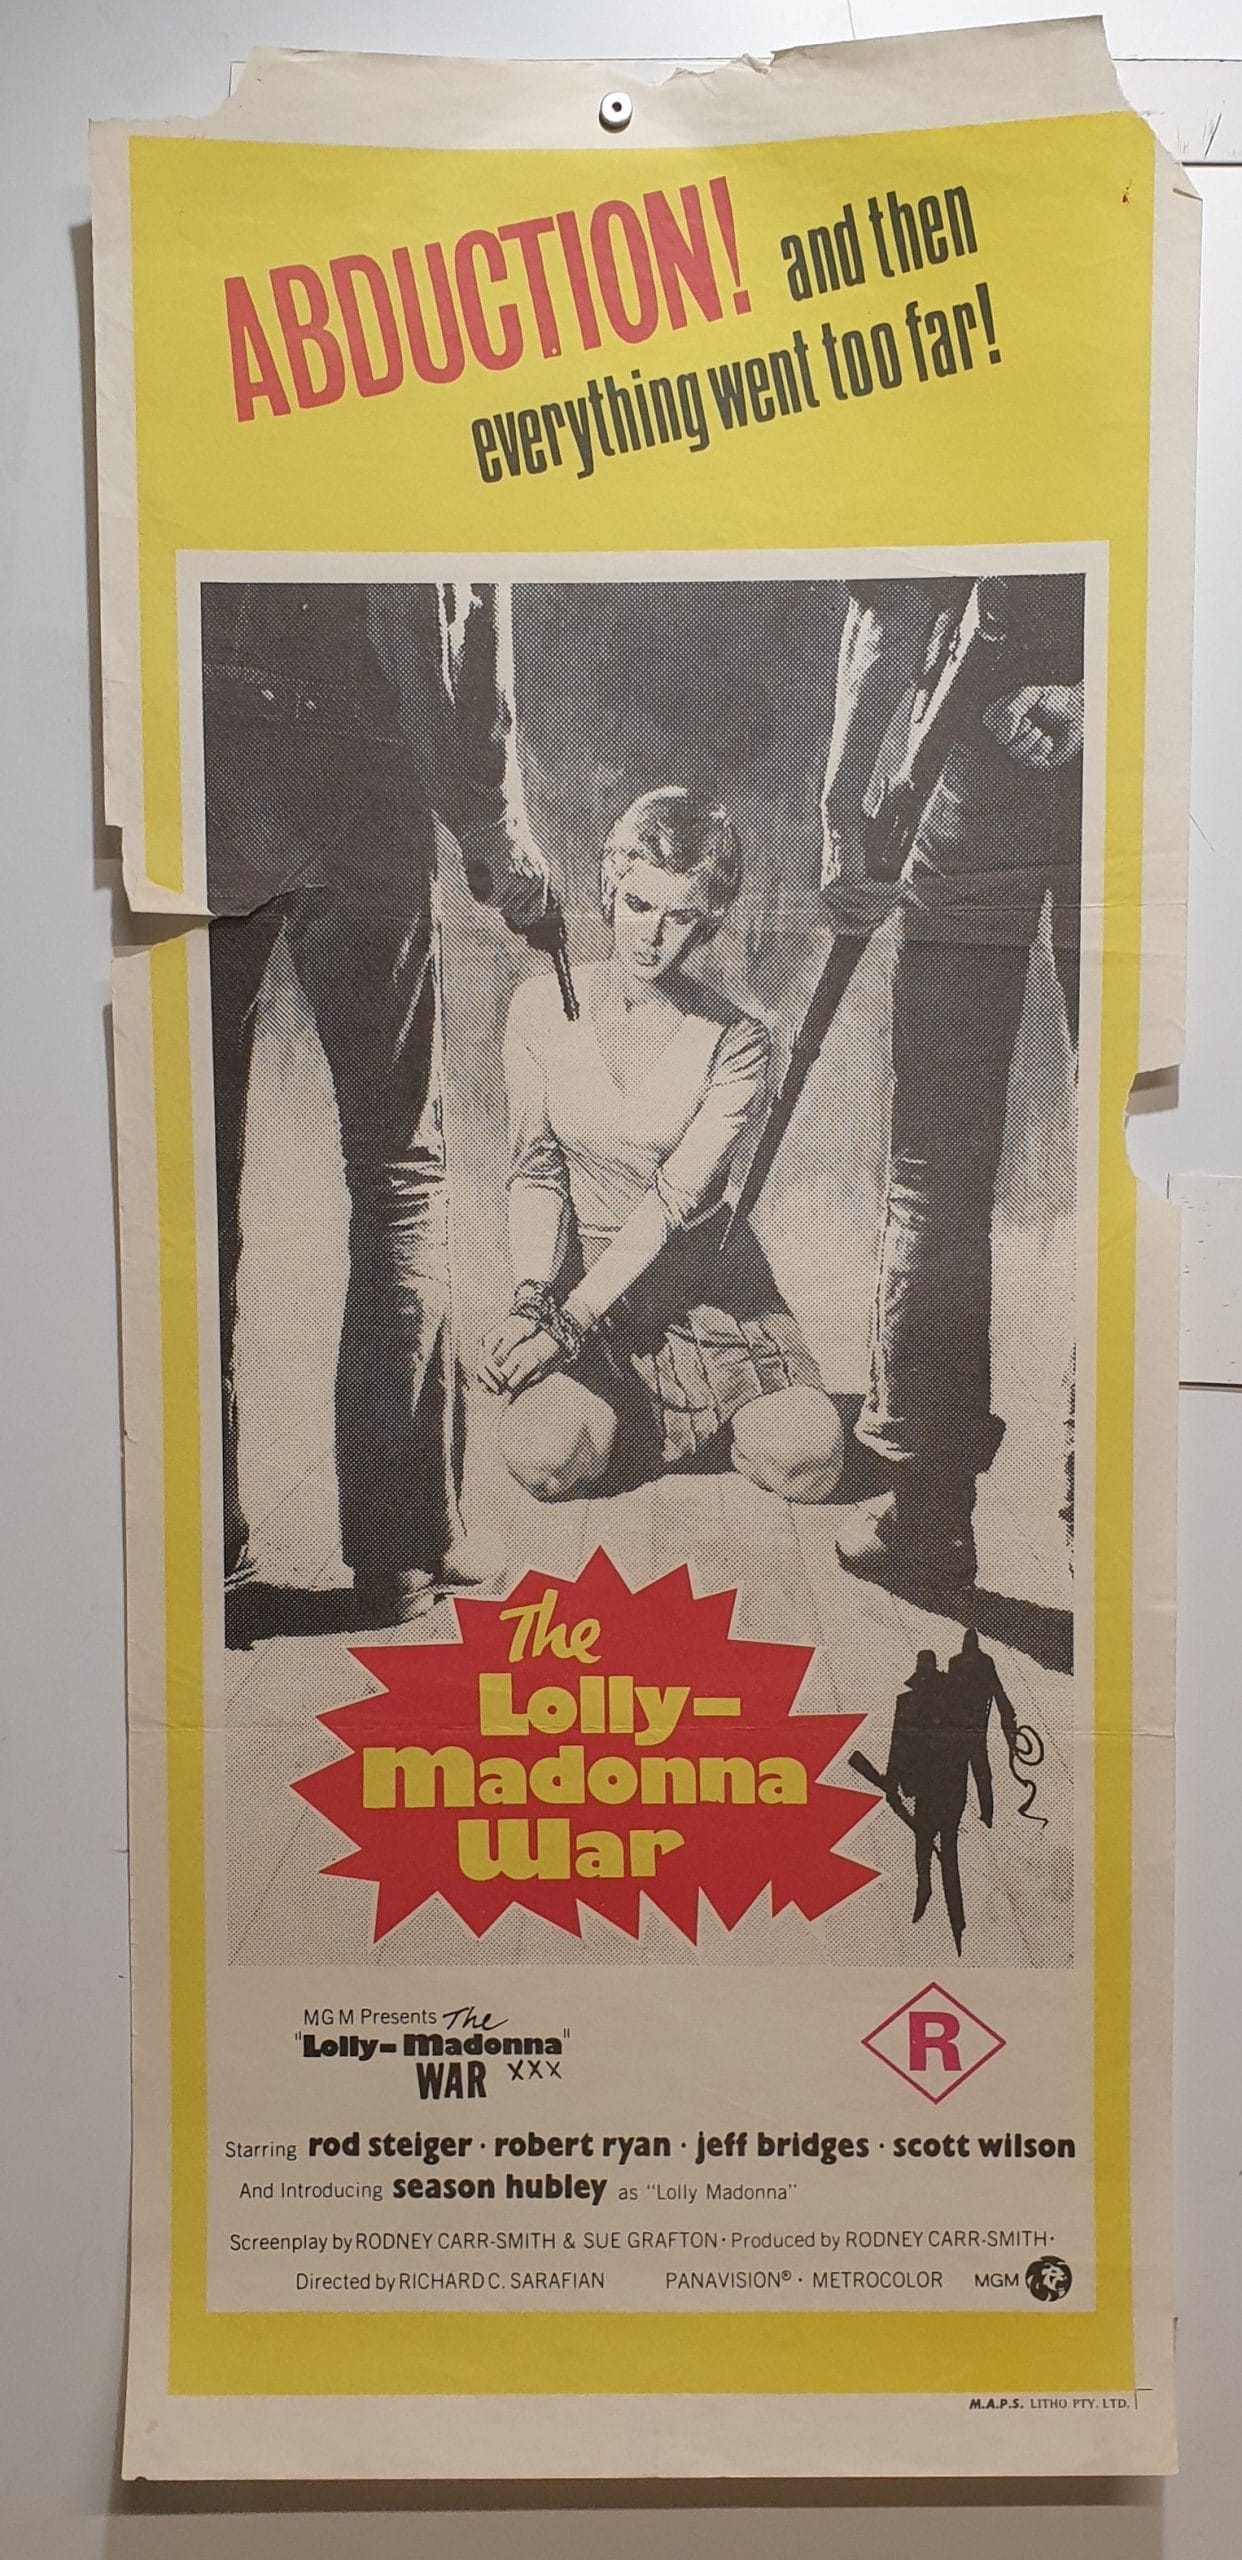 ABDUCTION! and then
everything went too far!
The
Lolly-
Madonna
War
MGM Presents The
"Lolly-Madonna"
WAR XXX
R
Starring rod steiger · robert ryan · jeff bridges · scott wilson
And Introducing season hubley as "Lolly Madonna"
Screenplay by RODNEY CARR-SMITH & SUE GRAFTON · Produced by RODNEY CARR-SMITH ·
Directed by RICHARD C. SARAFIAN PANAVISION® · METROCOLOR MGM
M.A.P.S. LITHO PTY. LTD.